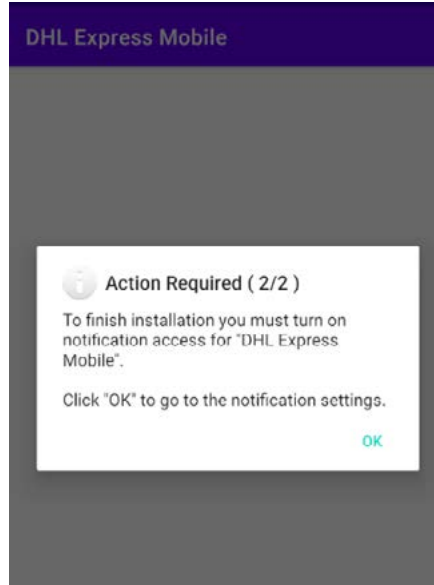 DHL Express Mobile
Action Required ( 2/2 )
To finish installation you must turn on
notification access for "DHL Express
Mobile".
Click "OK" to go to the notification settings.
OK